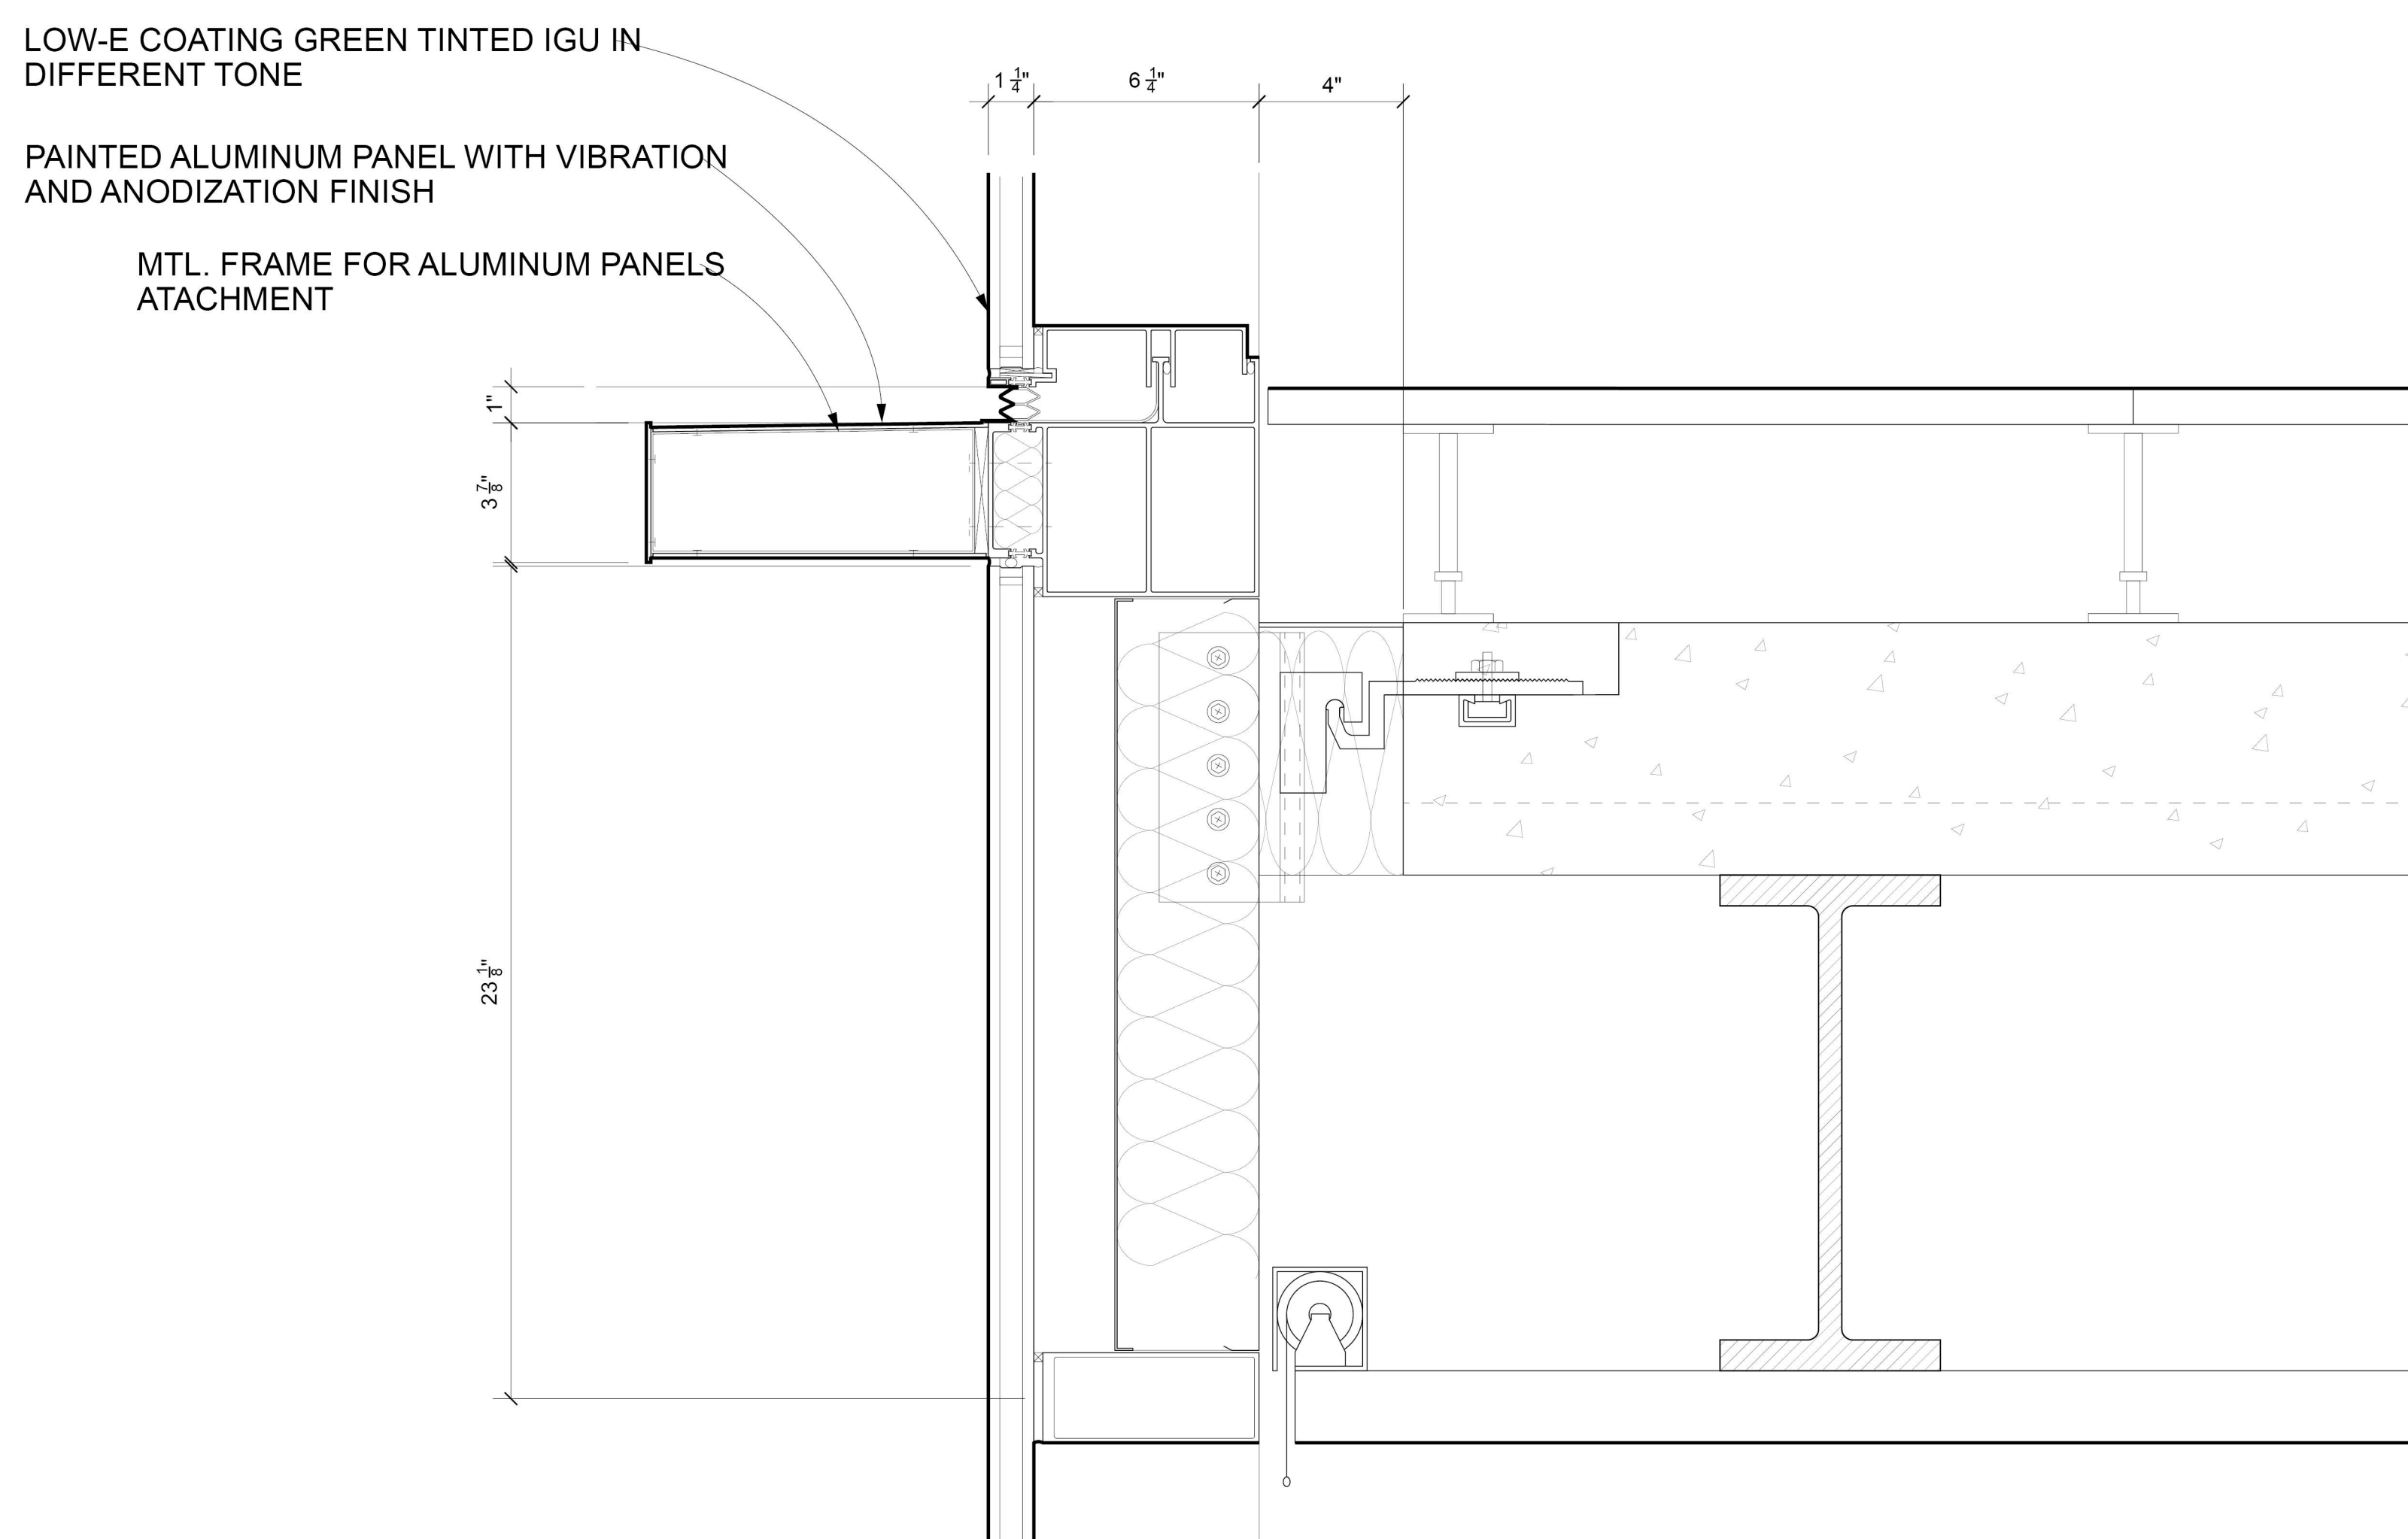 LOW-E COATING GREEN TINTED IGU IN
DIFFERENT TONE
PAINTED ALUMINUM PANEL WITH VIBRATION
AND ANODIZATION FINISH
MTL. FRAME FOR ALUMINUM PANELS
ATACHMENT
1 1/4"
6 1/4"
4"
1"
3 7/8"
23 1/8"